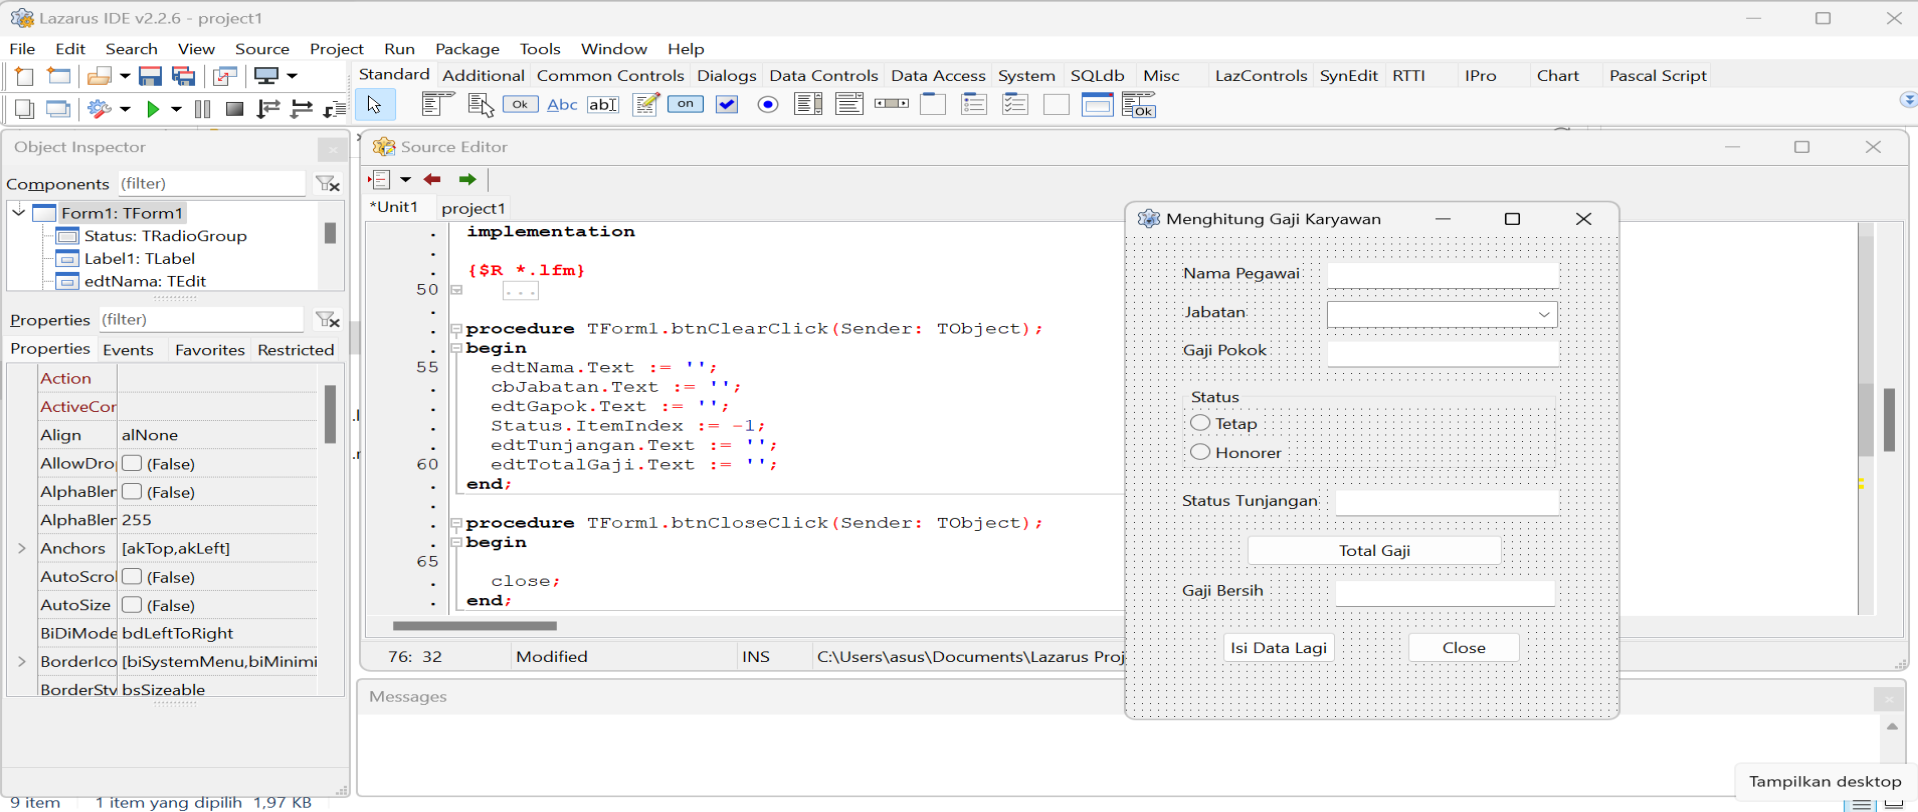 Lazarus IDE v2.2.6 - project1
File Edit Search View Source Project Run Package Tools Window Help
Standard Additional Common Controls Dialogs Data Controls Data Access System SQLdb Misc LazControls SynEdit RTTI IPro Chart Pascal Script
Ok Abc abI on Ok
Object Inspector
Components (filter)
Form1: TForm1
Status: TRadioGroup
Label1: TLabel
edtNama: TEdit
Properties (filter)
Properties Events Favorites Restricted
Action
ActiveCor
Align alNone
AllowDro (False)
AlphaBler (False)
AlphaBler 255
Anchors [akTop,akLeft]
AutoScrol (False)
AutoSize (False)
BiDiMode bdLeftToRight
BorderIco [biSystemMenu,biMinimi
BorderSty bsSizeable
9 item 1 item yang dipilih 1,97 KB
Source Editor
*Unit1 project1
implementation
{$R *.lfm}
50 ...
procedure TForm1.btnClearClick(Sender: TObject);
begin
55 edtNama.Text := '';
cbJabatan.Text := '';
edtGapok.Text := '';
Status.ItemIndex := -1;
edtTunjangan.Text := '';
60 edtTotalGaji.Text := '';
end;
procedure TForm1.btnCloseClick(Sender: TObject);
begin
65
close;
end;
76: 32 Modified INS C:\Users\asus\Documents\Lazarus Proj
Messages
Menghitung Gaji Karyawan
Nama Pegawai
Jabatan
Gaji Pokok
Status
Tetap
Honorer
Status Tunjangan
Total Gaji
Gaji Bersih
Isi Data Lagi Close
Tampilkan desktop